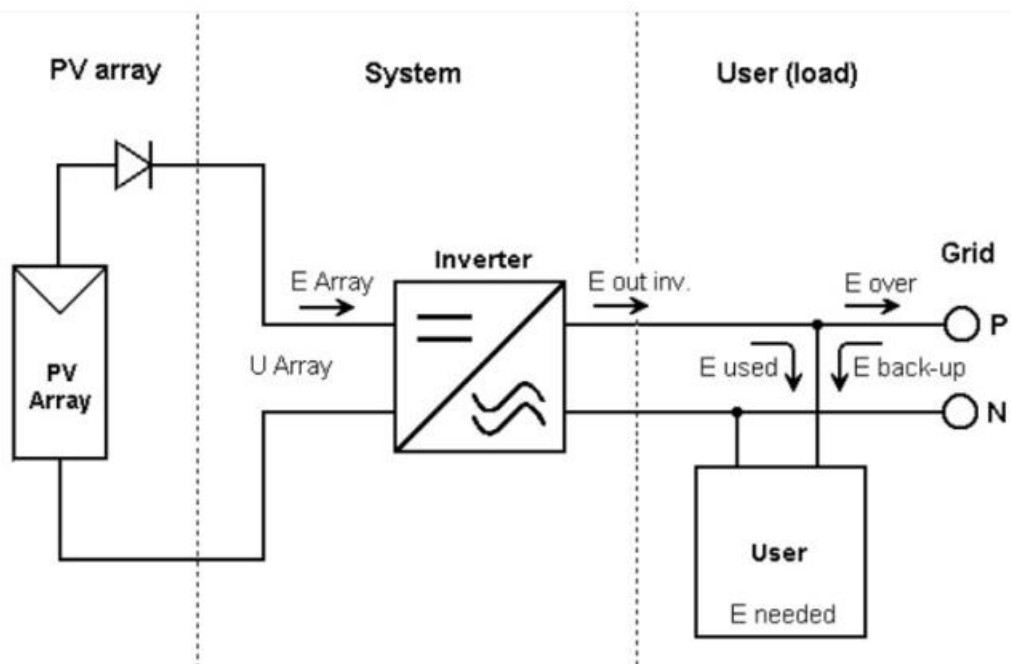 PV array
System
User (load)
Inverter
Grid
E Array
E out inv.
E over
P
PV
Array
U Array
E used
E back-up
N
User
E needed